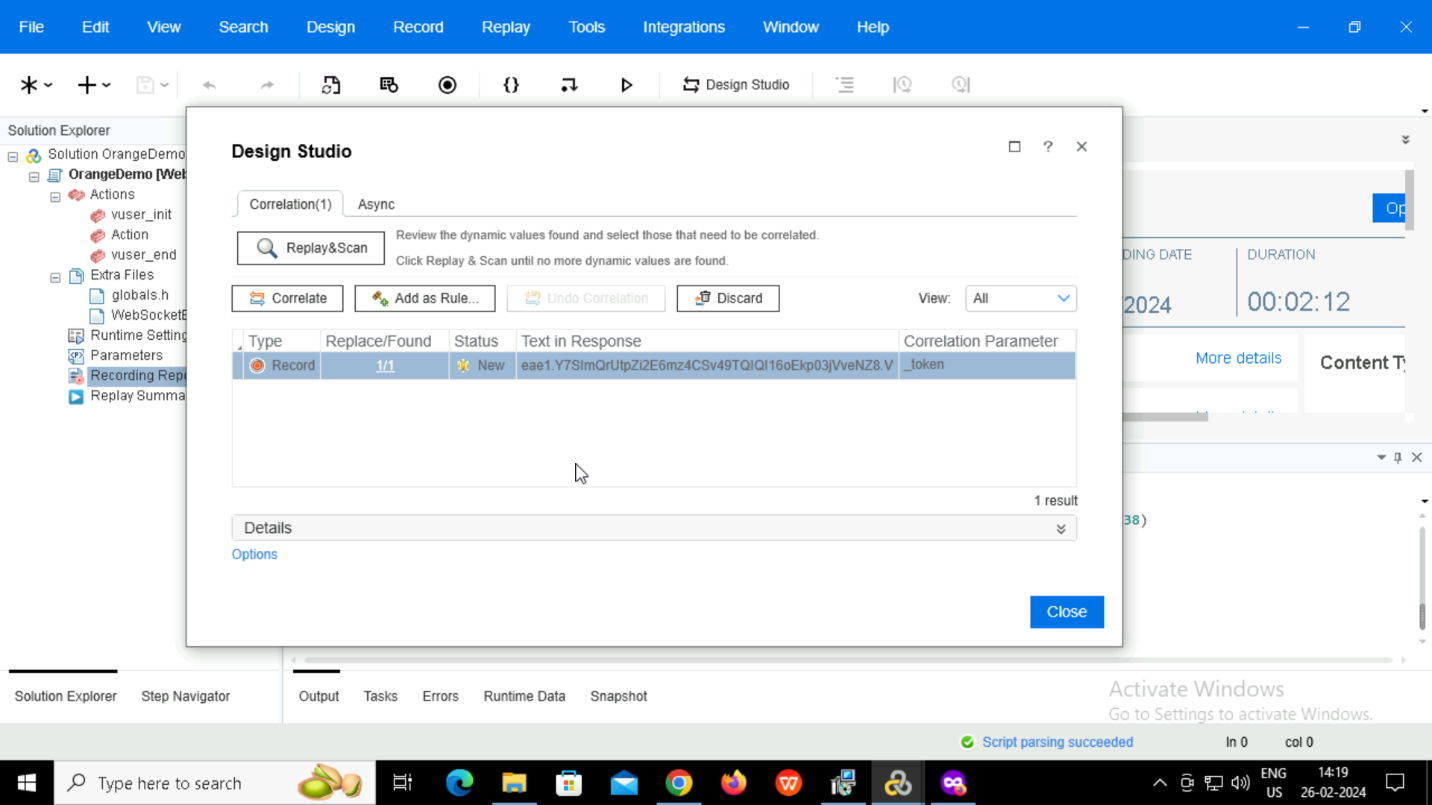 File Edit View Search Design Record Replay Tools Integrations Window Help
Design Studio
Solution Explorer
Solution OrangeDemo
OrangeDemo [Web
Actions
vuser_init
Action
vuser_end
Extra Files
globals.h
WebSocketB
Runtime Setting
Parameters
Recording Repo
Replay Summa
Design Studio
?
Correlation(1) Async
Replay&Scan
Review the dynamic values found and select those that need to be correlated.
Click Replay & Scan until no more dynamic values are found.
Correlate Add as Rule... Undo Correlation Discard View: All
Type Replace/Found Status Text in Response Correlation Parameter
Record 1/1 New eae1.Y7SlmQrUtpZi2E6mz4CSv49TQIQI16oEkp03jVveNZ8.V _token
1 result
Details
Options
Close
Op
DING DATE DURATION
/2024 00:02:12
More details Content Ty
38)
Solution Explorer Step Navigator Output Tasks Errors Runtime Data Snapshot
Activate Windows
Go to Settings to activate Windows.
Script parsing succeeded ln 0 col 0
Type here to search
ENG
US
14:19
26-02-2024